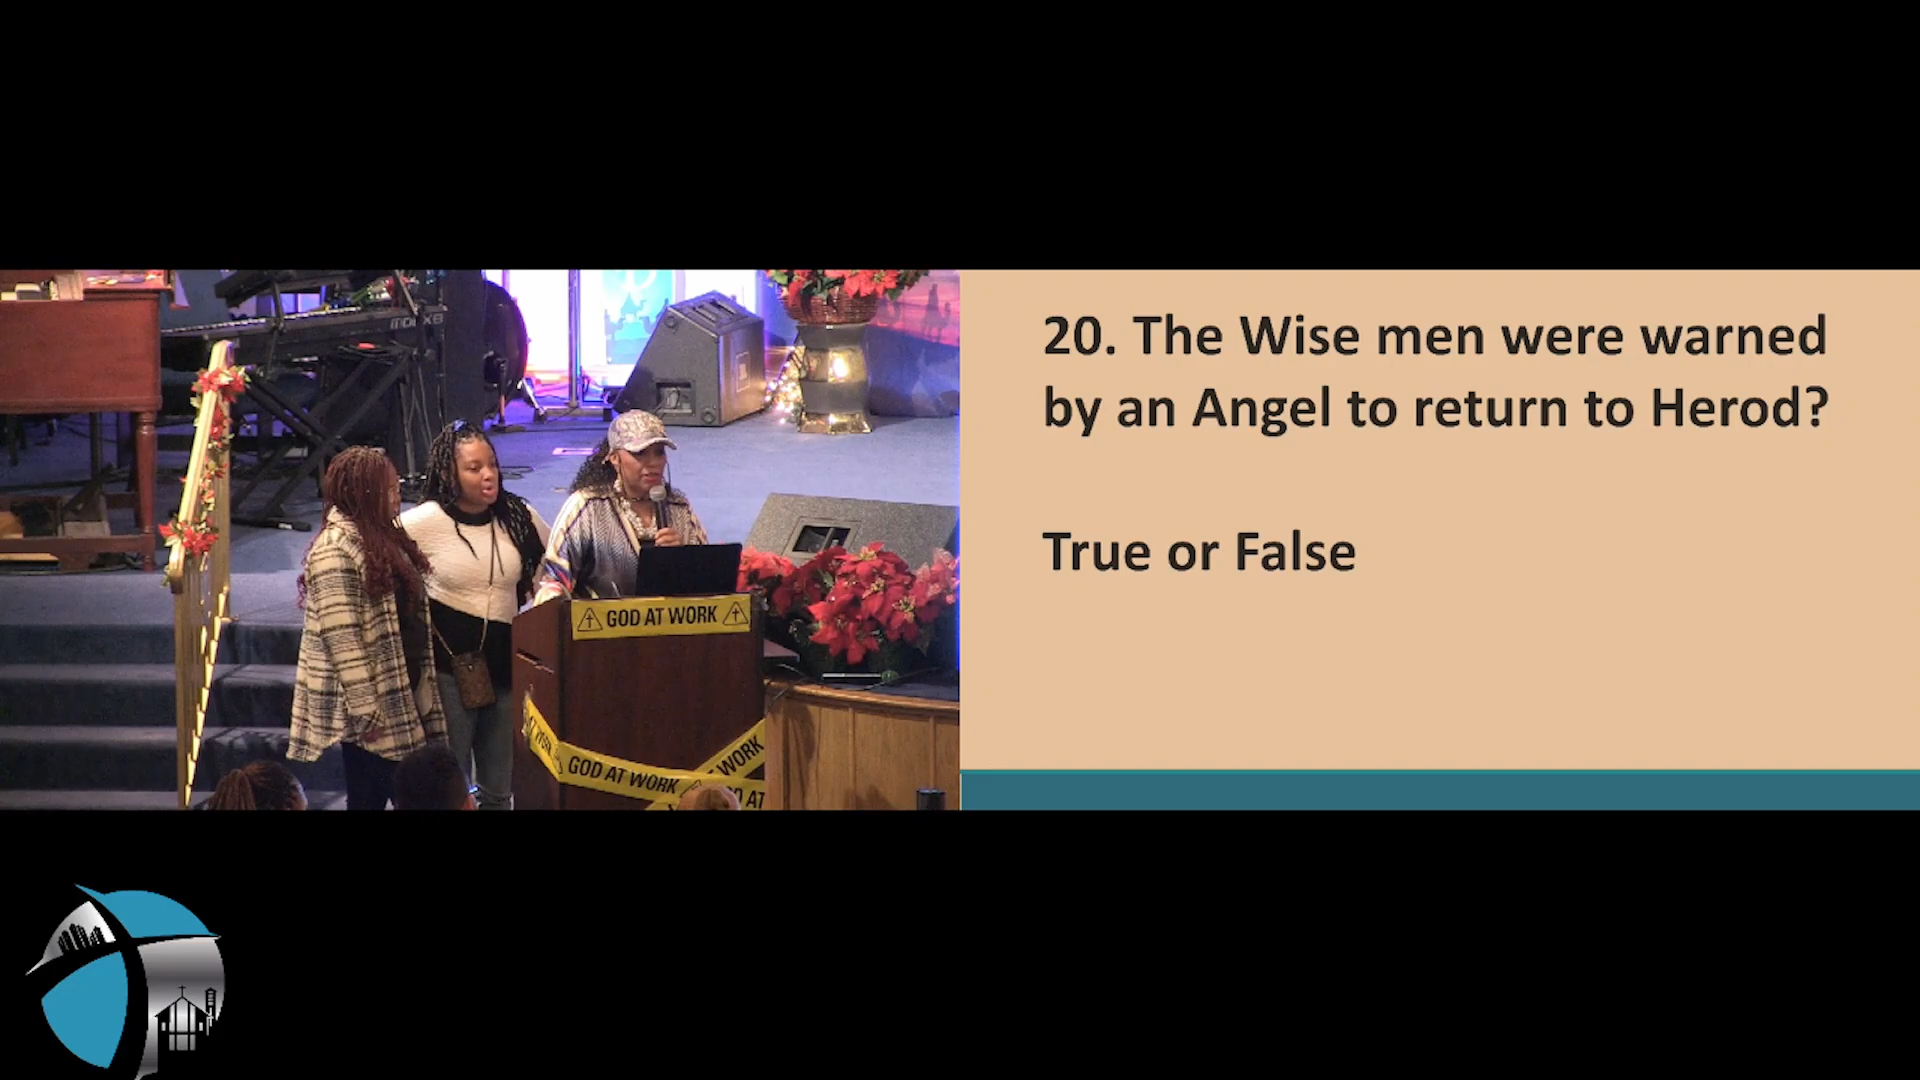 20. The Wise men were warned
by an Angel to return to Herod?
True or False
GOD AT WORK
GOD AT WORK
WORK